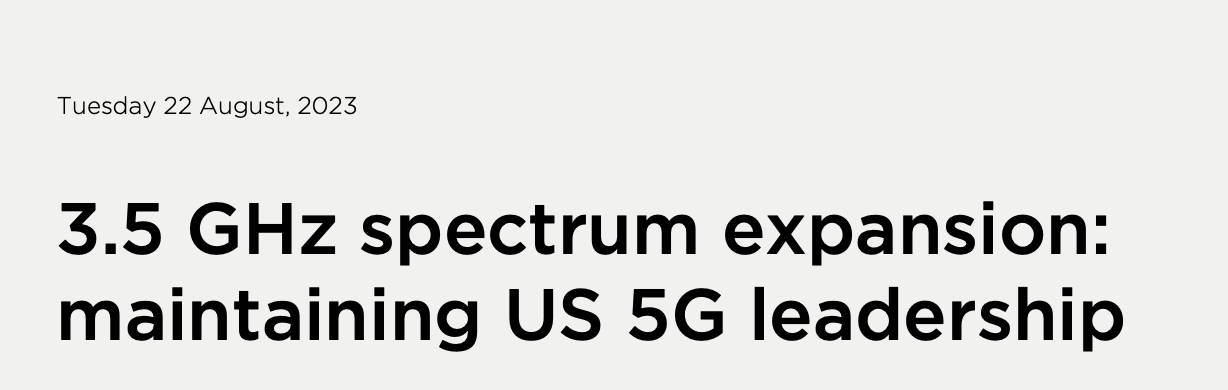 Tuesday 22 August, 2023
3.5 GHz spectrum expansion:
maintaining US 5G leadership